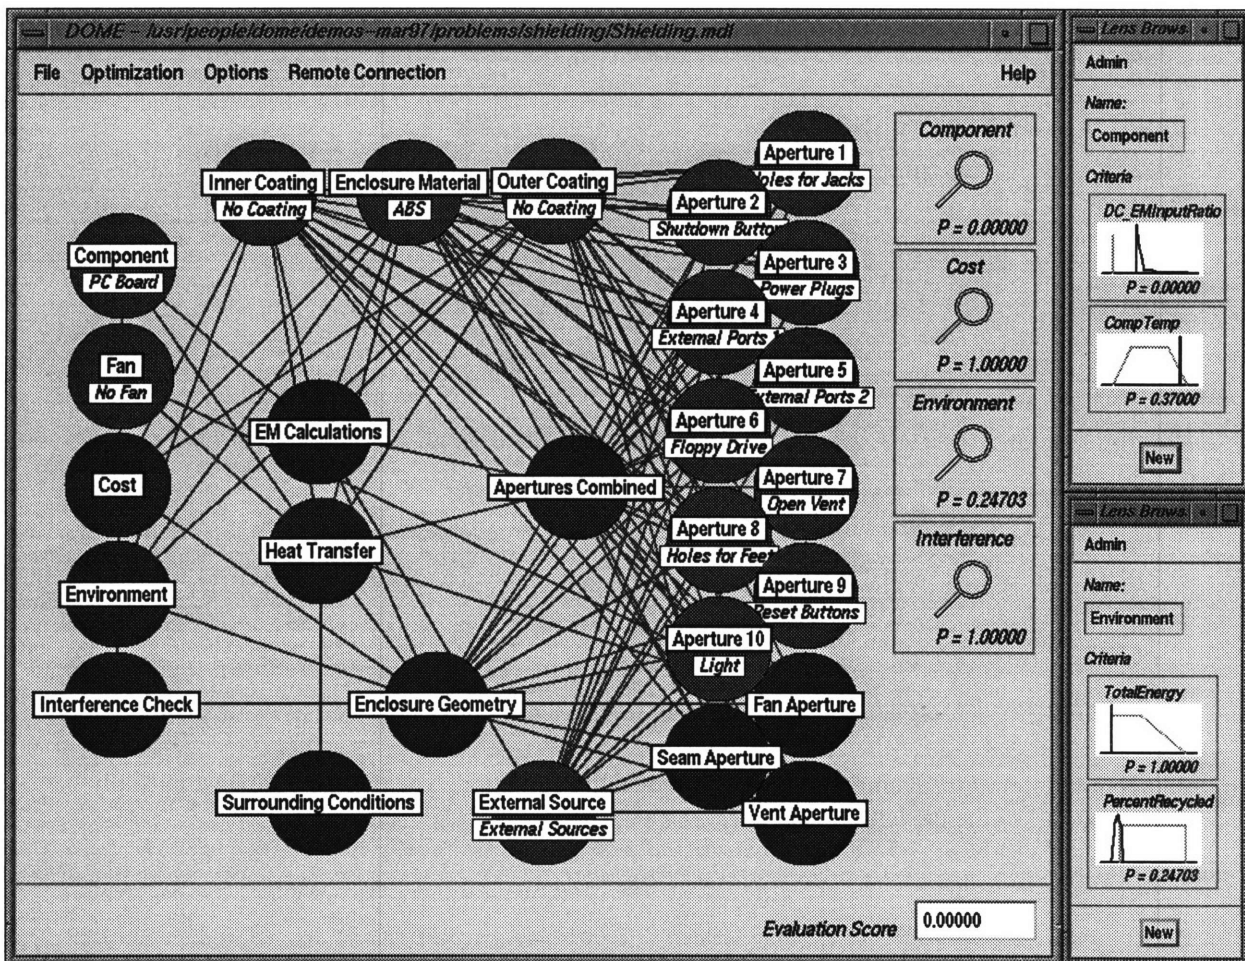 DOME - /usr/people/dome/demos-mar97/problems/shielding/Shielding.mdl
File Optimization Options Remote Connection Help
Inner Coating
No Coating
Enclosure Material
ABS
Outer Coating
No Coating
Component
PC Board
Fan
No Fan
Cost
Environment
Interference Check
EM Calculations
Heat Transfer
Surrounding Conditions
Enclosure Geometry
Apertures Combined
External Source
External Sources
Aperture 1
Holes for Jacks
Aperture 2
Shutdown Button
Aperture 3
Power Plugs
Aperture 4
External Ports 1
Aperture 5
External Ports 2
Aperture 6
Floppy Drive
Aperture 7
Open Vent
Aperture 8
Holes for Feet
Aperture 9
Reset Buttons
Aperture 10
Light
Fan Aperture
Seam Aperture
Vent Aperture
Component
P = 0.00000
Cost
P = 1.00000
Environment
P = 0.24703
Interference
P = 1.00000
Evaluation Score 0.00000
Lens Brows
Admin
Name:
Component
Criteria
DC_EMInputRatio
P = 0.00000
CompTemp
P = 0.37000
New
Lens Brows
Admin
Name:
Environment
Criteria
TotalEnergy
P = 1.00000
PercentRecycled
P = 0.24703
New